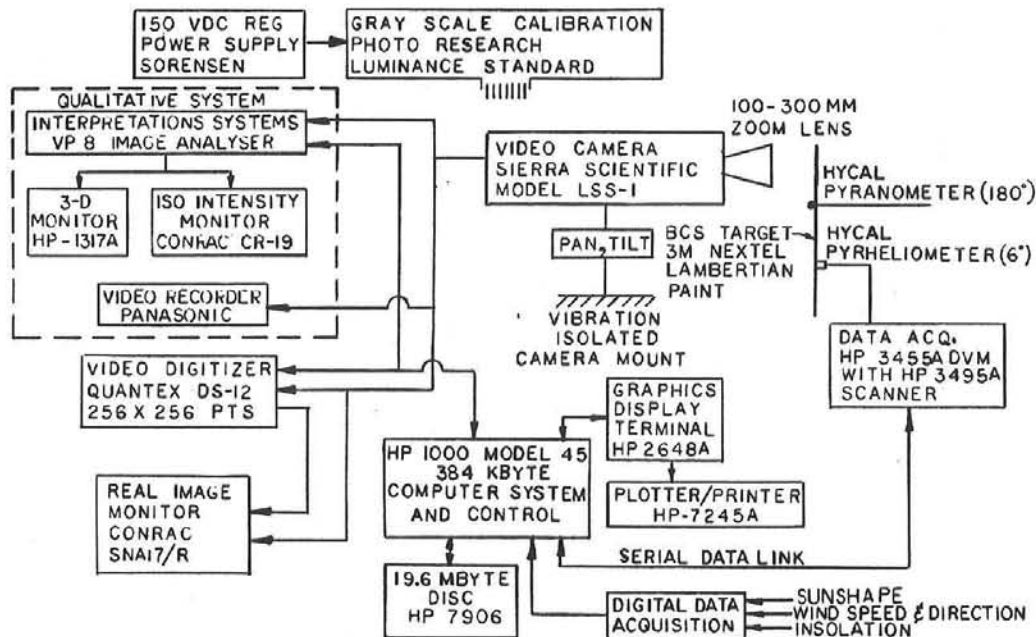 150 VDC REG
POWER SUPPLY
SORENSEN
GRAY SCALE CALIBRATION
PHOTO RESEARCH
LUMINANCE STANDARD
QUALITATIVE SYSTEM
INTERPRETATIONS SYSTEMS
VP 8 IMAGE ANALYSER
3-D
MONITOR
HP-1317A
ISO INTENSITY
MONITOR
CONRAC CR-19
VIDEO RECORDER
PANASONIC
VIDEO CAMERA
SIERRA SCIENTIFIC
MODEL LSS-1
100-300MM
ZOOM LENS
PAN, TILT
VIBRATION
ISOLATED
CAMERA MOUNT
BCS TARGET
3M NEXTEL
LAMBERTIAN
PAINT
HYCAL
PYRANOMETER (180°)
HYCAL
PYRHELIOMETER (6°)
DATA ACQ.
HP 3455A DVM
WITH HP 3495A
SCANNER
VIDEO DIGITIZER
QUANTEX DS-12
256 X 256 PTS
REAL IMAGE
MONITOR
CONRAC
SNA17/R
HP 1000 MODEL 45
384 KBYTE
COMPUTER SYSTEM
AND CONTROL
GRAPHICS
DISPLAY
TERMINAL
HP 2648A
PLOTTER/PRINTER
HP-7245A
SERIAL DATA LINK
19.6 MBYTE
DISC
HP 7906
DIGITAL DATA
ACQUISITION
SUNSHAPE
WIND SPEED & DIRECTION
INSOLATION